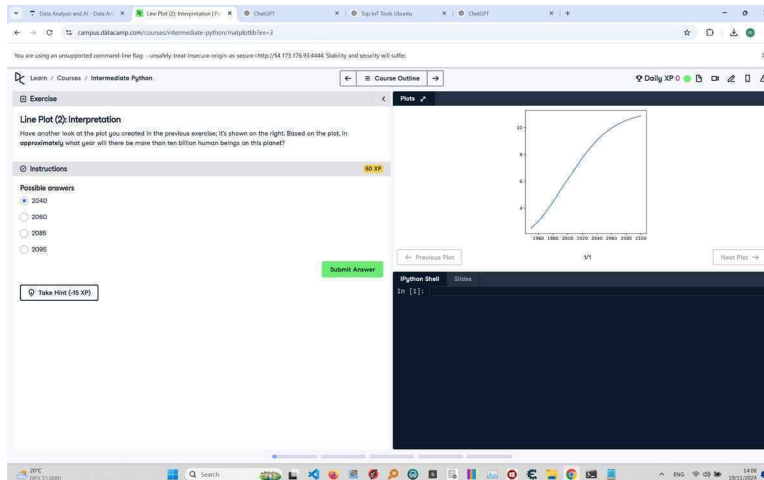 Data Analysis and AI - Data An
Line Plot (2): Interpretation | Py
ChatGPT
Top IoT Tools Ubuntu
ChatGPT
campus.datacamp.com/courses/intermediate-python/matplotlib?ex=3
You are using an unsupported command-line flag: --unsafely-treat-insecure-origin-as-secure=http://54.173.176.93:4444. Stability and security will suffer.
Learn / Courses / Intermediate Python
Course Outline
Daily XP 0
Exercise
Line Plot (2): Interpretation
Have another look at the plot you created in the previous exercise; it's shown on the right. Based on the plot, in
approximately what year will there be more than ten billion human beings on this planet?
Instructions
50 XP
Possible answers
2040
2060
2085
2095
Submit Answer
Take Hint (-15 XP)
Plots
10
8
6
4
1960 1980 2000 2020 2040 2060 2080 2100
← Previous Plot
1/1
Next Plot →
IPython Shell
Slides
In [1]:
20°C
Search
ENG
14:08
19/11/2024